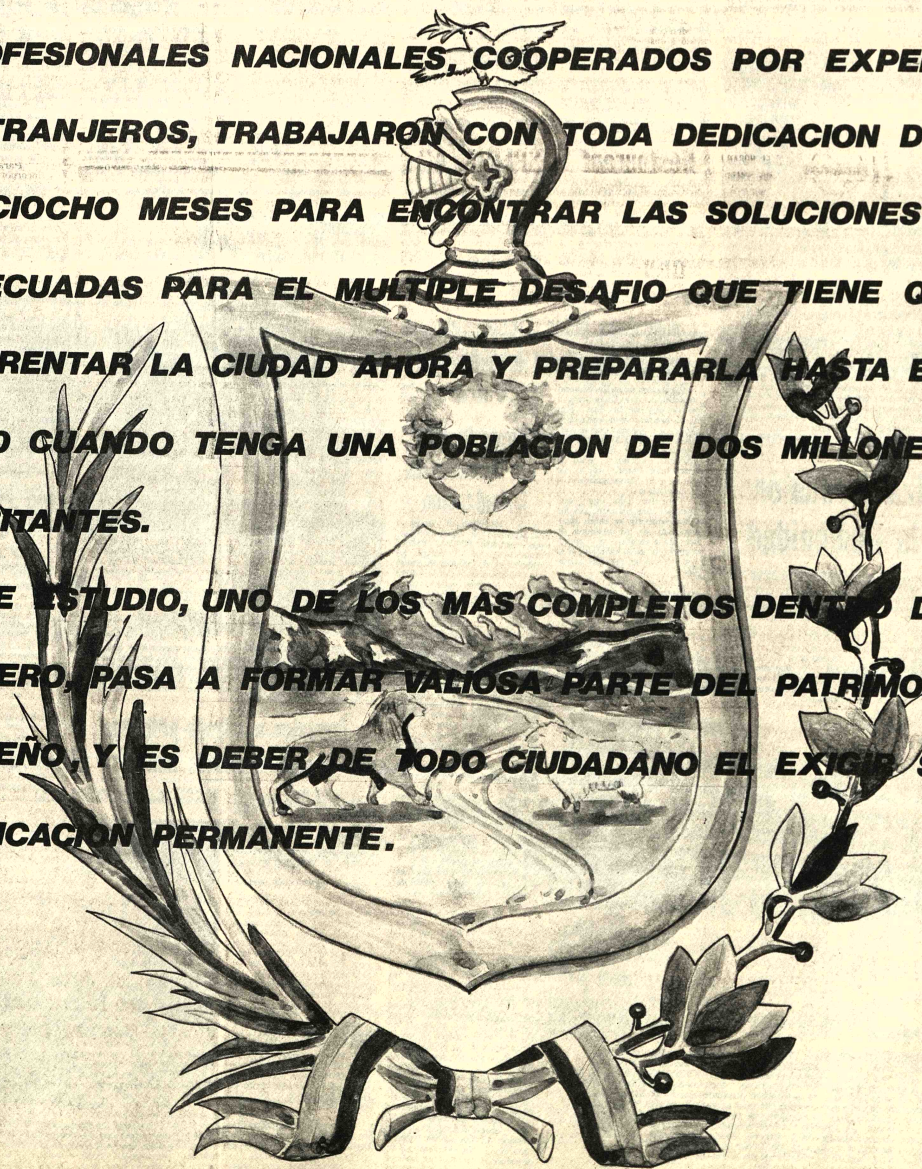 OFESIONALES NACIONALES, COOPERADOS POR EXPE
TRANJEROS, TRABAJARON CON TODA DEDICACION D
CIOCHO MESES PARA ENCONTRAR LAS SOLUCIONES
ECUADAS PARA EL MULTIPLE DESAFIO QUE TIENE Q
RENTAR LA CIUDAD AHORA Y PREPARARLA HASTA E
O CUANDO TENGA UNA POBLACION DE DOS MILLONE
ITANTES.
E ESTUDIO, UNO DE LOS MAS COMPLETOS DENTRO
ERO, PASA A FORMAR VALIOSA PARTE DEL PATRIMO
EÑO, Y ES DEBER DE TODO CIUDADANO EL EXIGIR S
ICACION PERMANENTE.